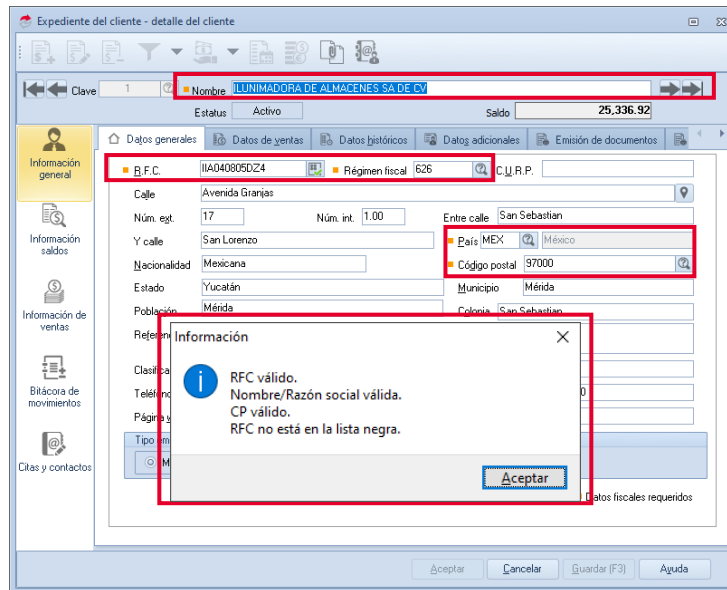 Expediente del cliente - detalle del cliente
Clave 1 Nombre ILUNIMADORA DE ALMACENES SA DE CV
Estatus Activo Saldo 25,336.92
Información general
Información saldos
Información de ventas
Bitácora de movimientos
Citas y contactos
Datos generales Datos de ventas Datos históricos Datos adicionales Emisión de documentos
R.F.C. IIA040805DZ4 Régimen fiscal 626 C.U.R.P.
Calle Avenida Granjas
Núm. ext. 17 Núm. int. 1.00 Entre calle San Sebastian
Y calle San Lorenzo País MEX México
Nacionalidad Mexicana Código postal 97000
Estado Yucatán Municipio Mérida
Población Mérida Colonia San Sebastian
Información
RFC válido.
Nombre/Razón social válida.
CP válido.
RFC no está en la lista negra.
Aceptar
Datos fiscales requeridos
Aceptar Cancelar Guardar (F3) Ayuda